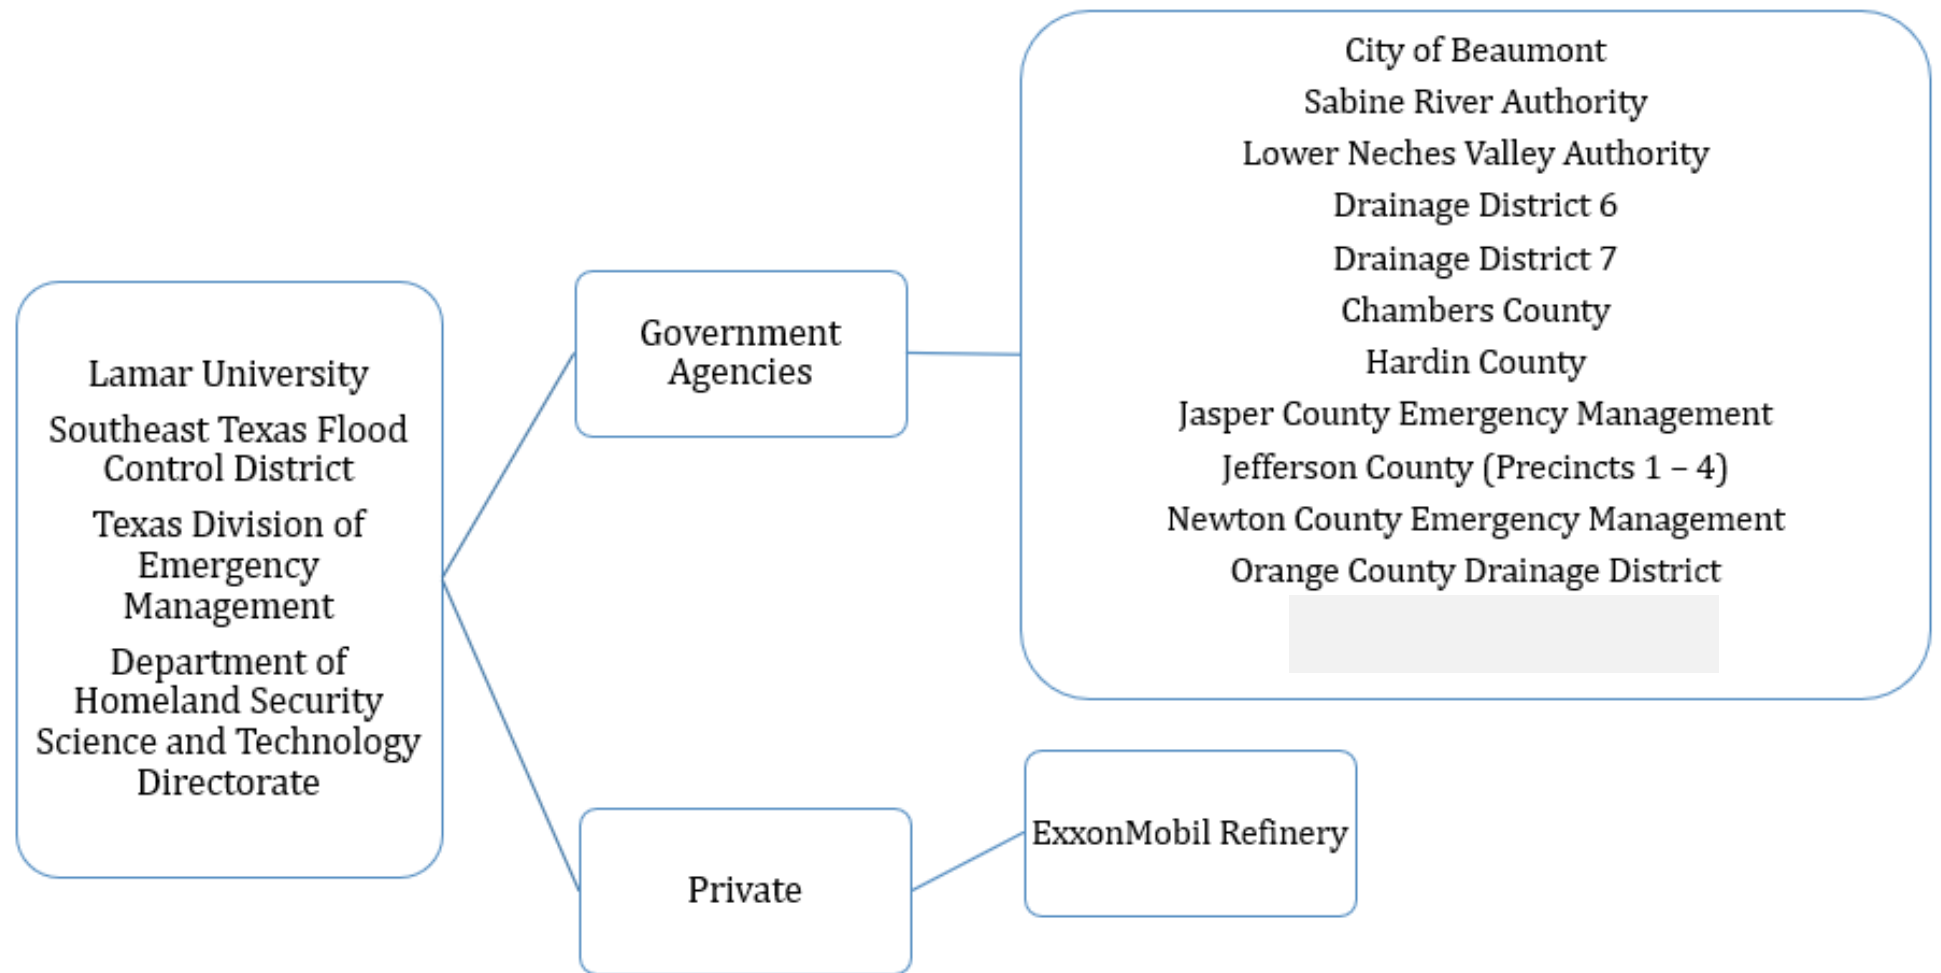 Lamar University
Southeast Texas Flood
Control District
Texas Division of
Emergency
Management
Department of
Homeland Security
Science and Technology
Directorate
Government
Agencies
City of Beaumont
Sabine River Authority
Lower Neches Valley Authority
Drainage District 6
Drainage District 7
Chambers County
Hardin County
Jasper County Emergency Management
Jefferson County (Precincts 1 – 4)
Newton County Emergency Management
Orange County Drainage District
Private
ExxonMobil Refinery